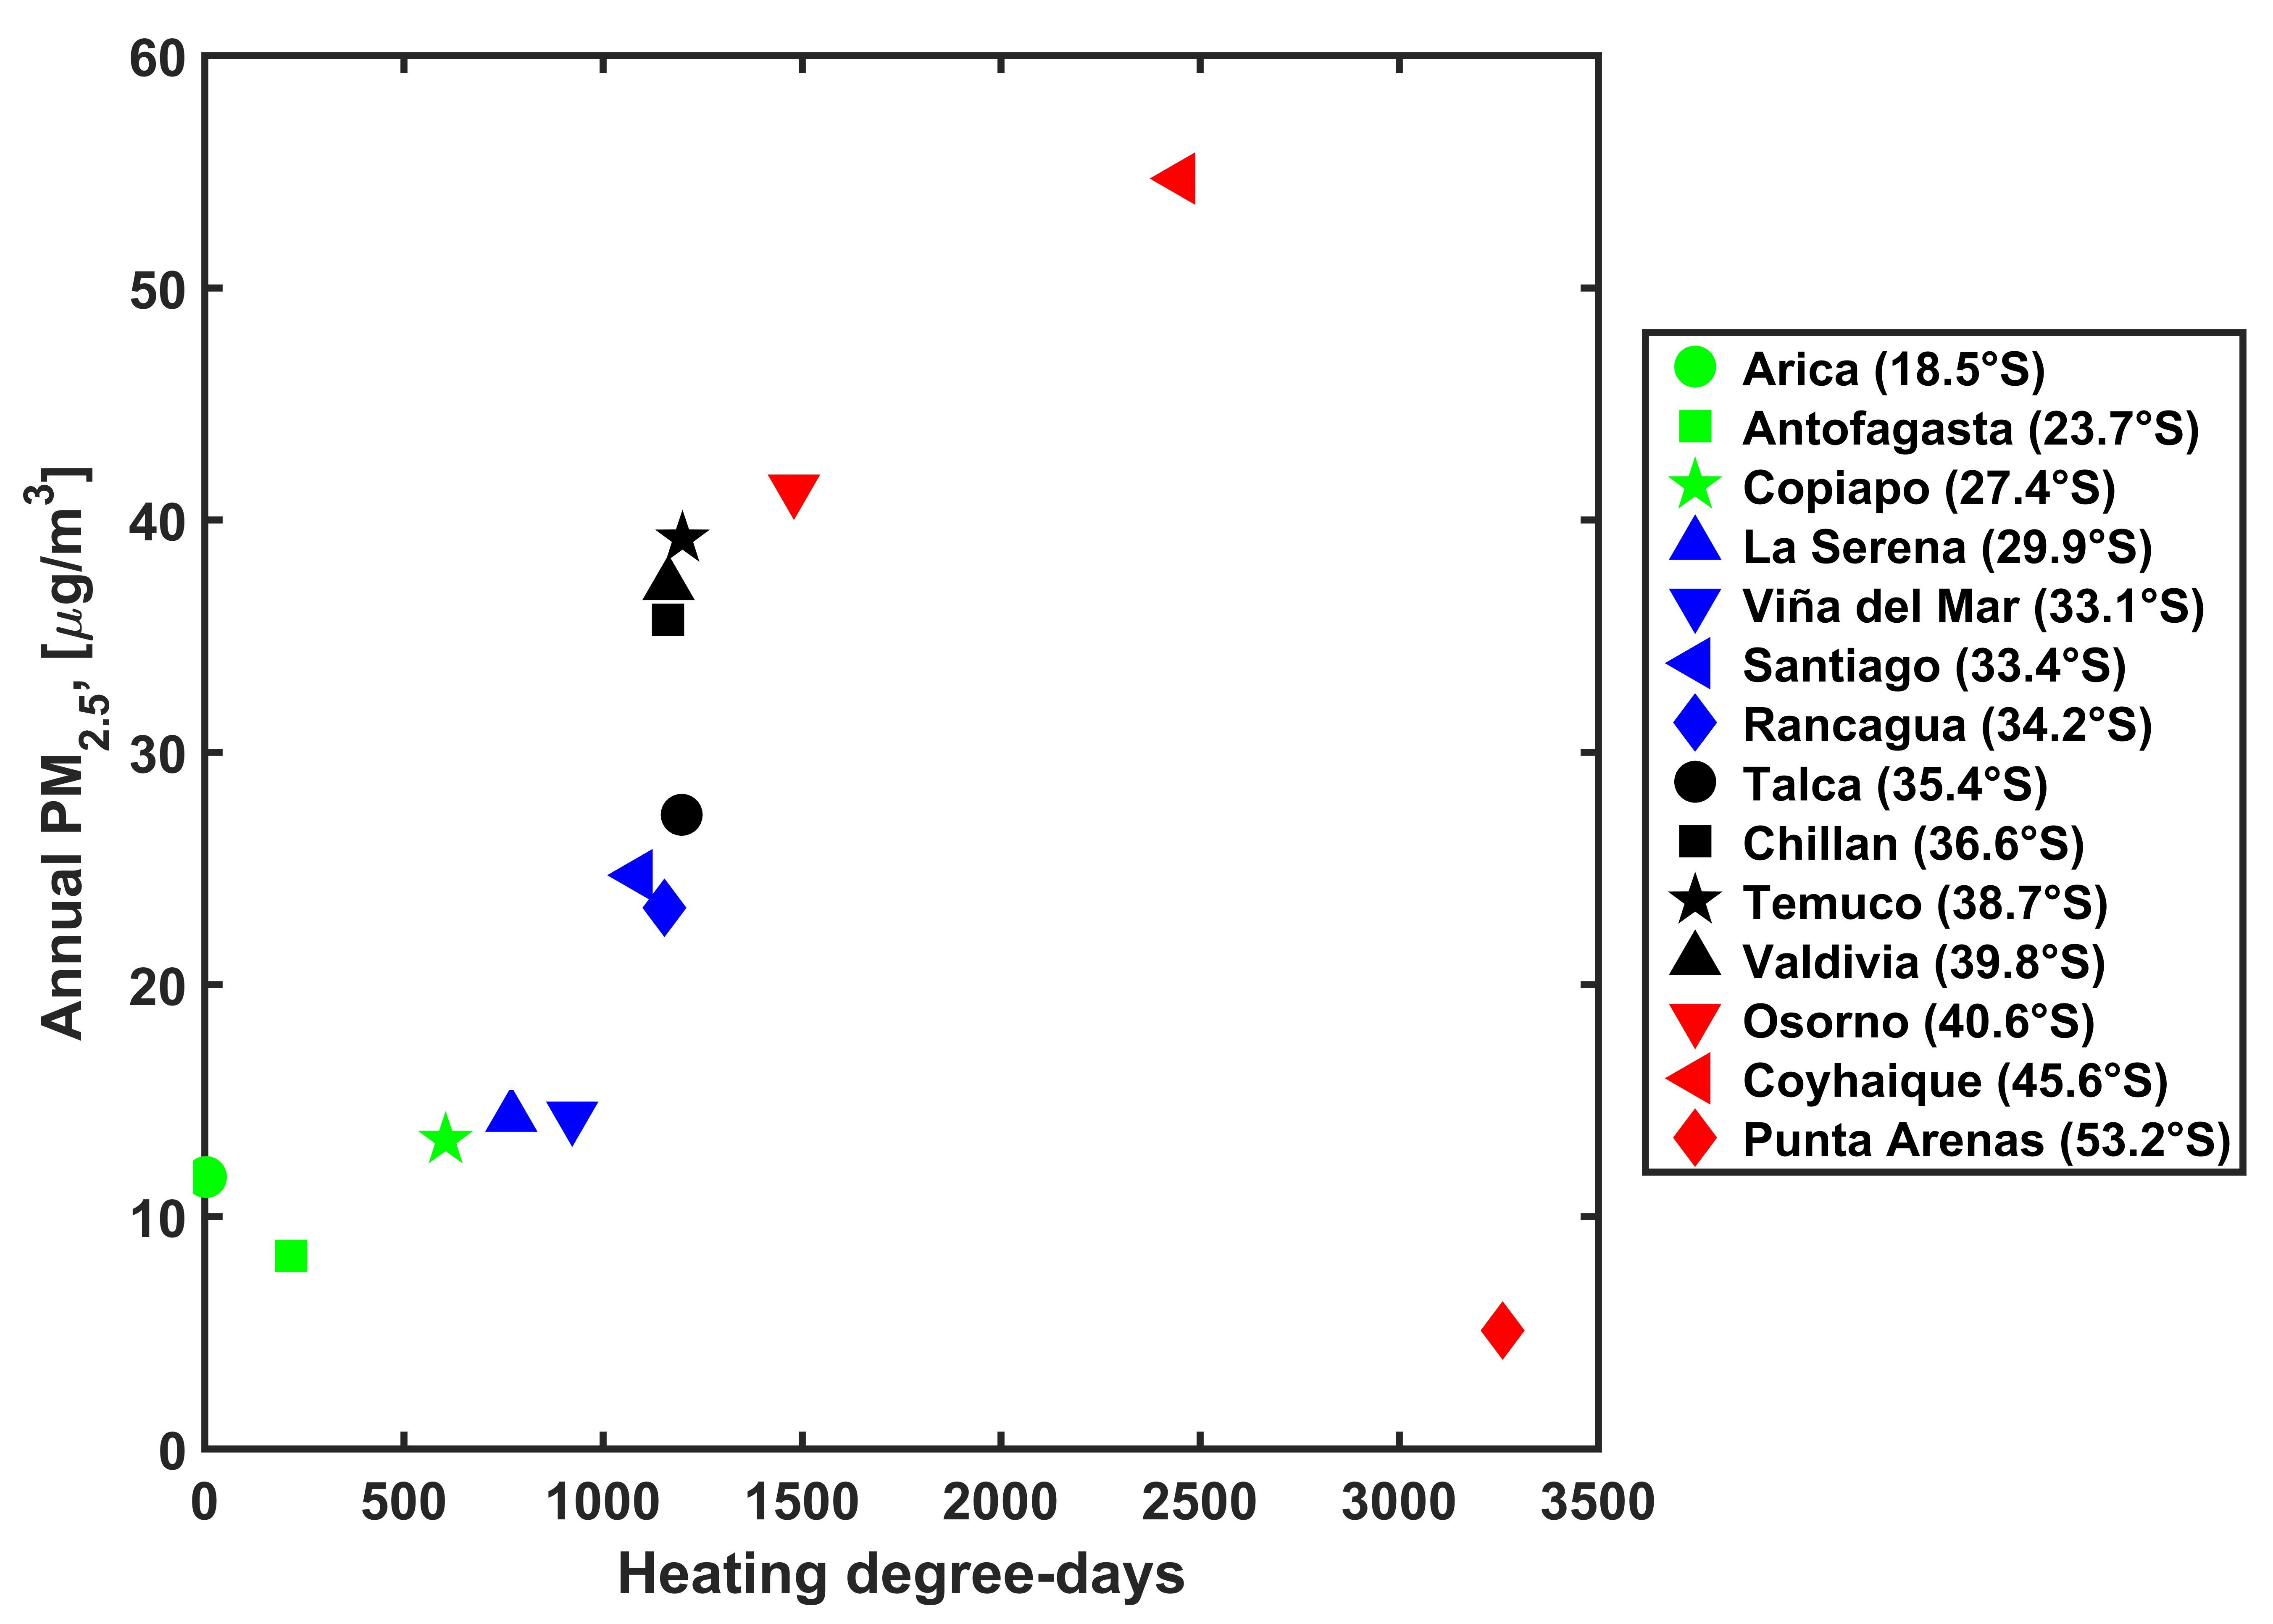 60
50
40
30
20
10
0
Annual PM2.5, [μg/m3]
0 500 1000 1500 2000 2500 3000 3500
Heating degree-days
Arica (18.5°S)
Antofagasta (23.7°S)
Copiapo (27.4°S)
La Serena (29.9°S)
Viña del Mar (33.1°S)
Santiago (33.4°S)
Rancagua (34.2°S)
Talca (35.4°S)
Chillan (36.6°S)
Temuco (38.7°S)
Valdivia (39.8°S)
Osorno (40.6°S)
Coyhaique (45.6°S)
Punta Arenas (53.2°S)